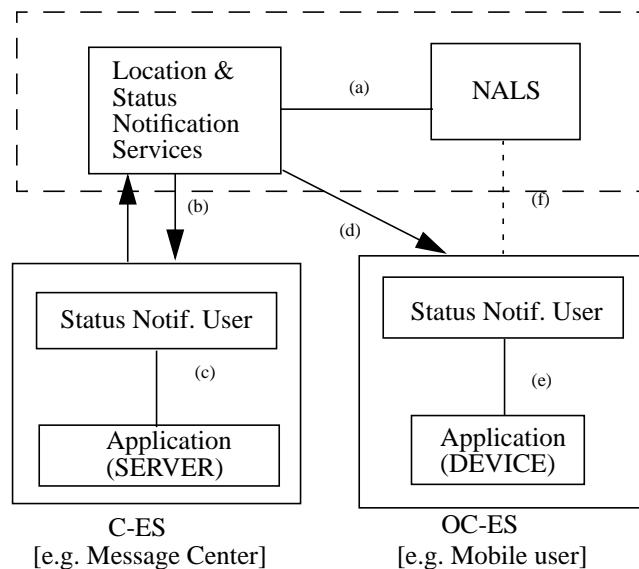 Location &
Status
Notification
Services
(a)
NALS
(b)
(d)
(f)
Status Notif. User
(c)
Application
(SERVER)
Status Notif. User
(e)
Application
(DEVICE)
C-ES
[e.g. Message Center]
OC-ES
[e.g. Mobile user]